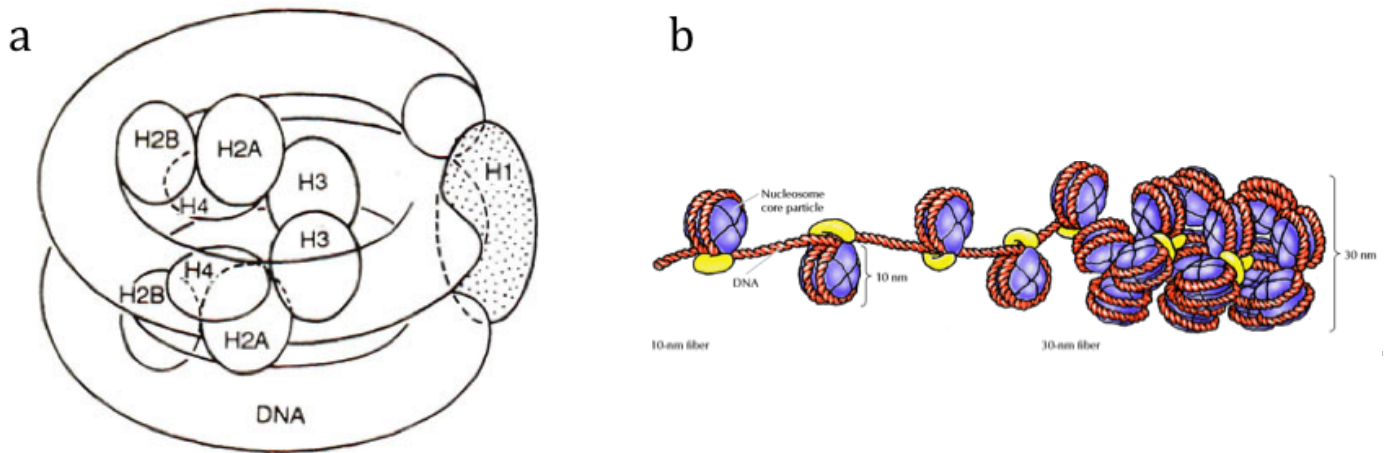 a
H2B
H2A
H3
H1
H4
H3
H4
H2B
H2A
DNA
b
Nucleosome
core particle
10 nm
DNA
30 nm
10-nm fiber
30-nm fiber